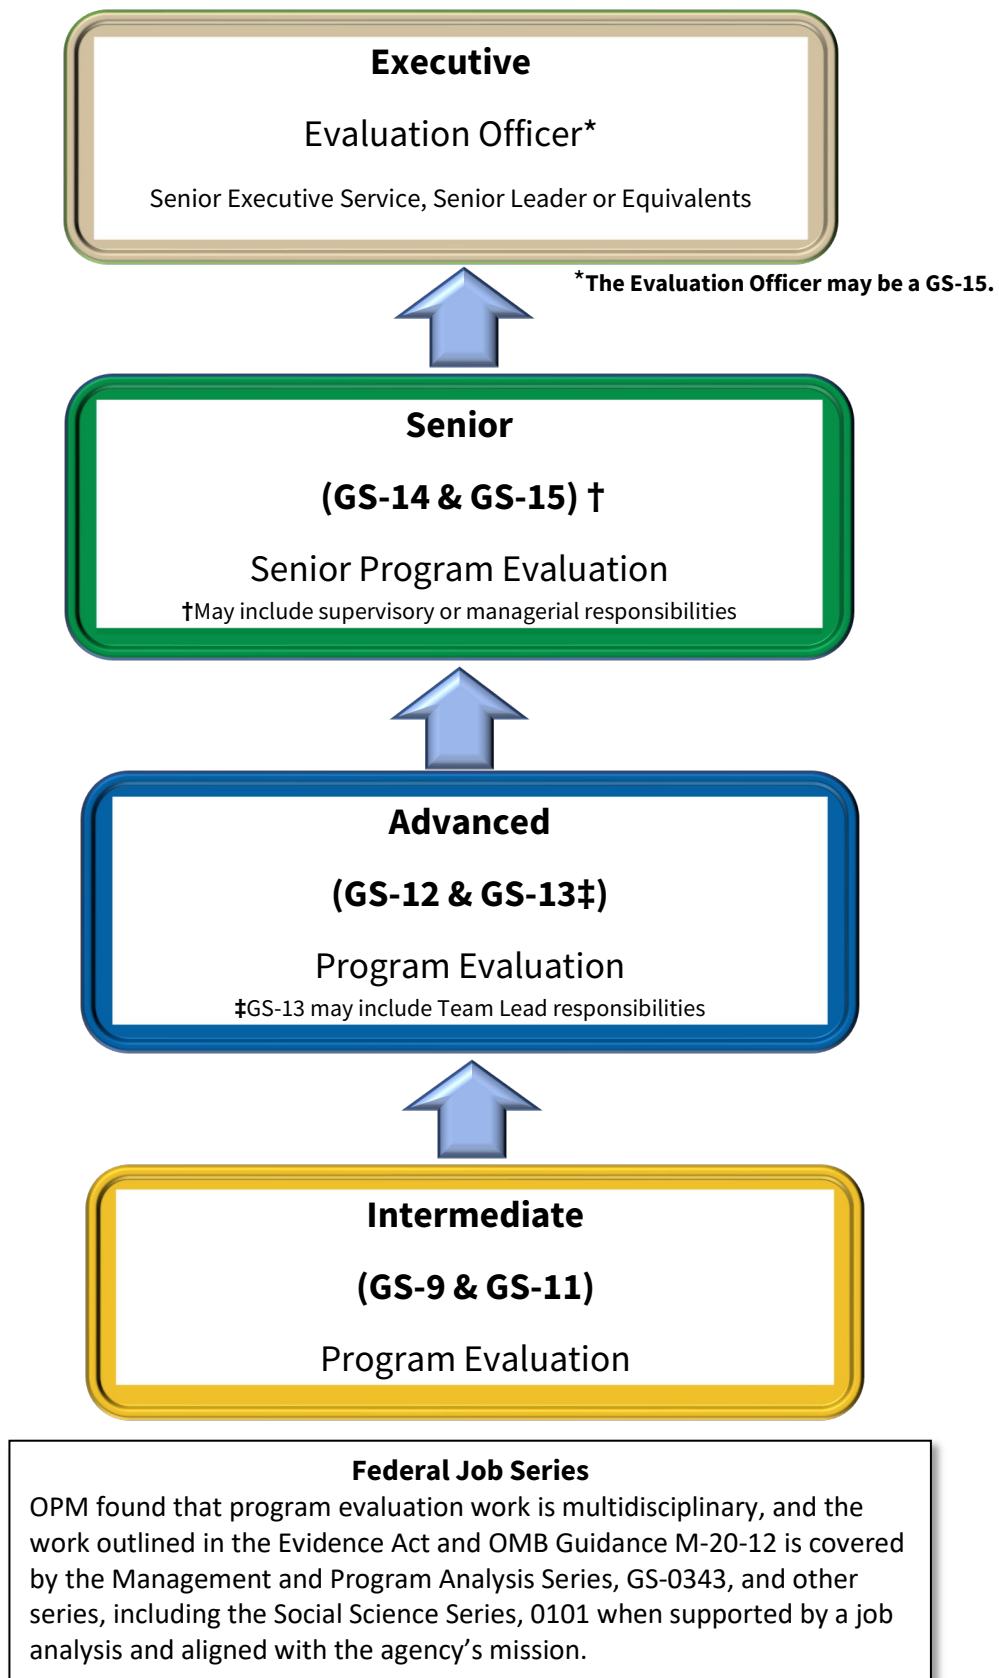 Executive
Evaluation Officer*
Senior Executive Service, Senior Leader or Equivalents
*The Evaluation Officer may be a GS-15.
Senior
(GS-14 & GS-15) †
Senior Program Evaluation
†May include supervisory or managerial responsibilities
Advanced
(GS-12 & GS-13‡)
Program Evaluation
‡GS-13 may include Team Lead responsibilities
Intermediate
(GS-9 & GS-11)
Program Evaluation
Federal Job Series
OPM found that program evaluation work is multidisciplinary, and the
work outlined in the Evidence Act and OMB Guidance M-20-12 is covered
by the Management and Program Analysis Series, GS-0343, and other
series, including the Social Science Series, 0101 when supported by a job
analysis and aligned with the agency’s mission.